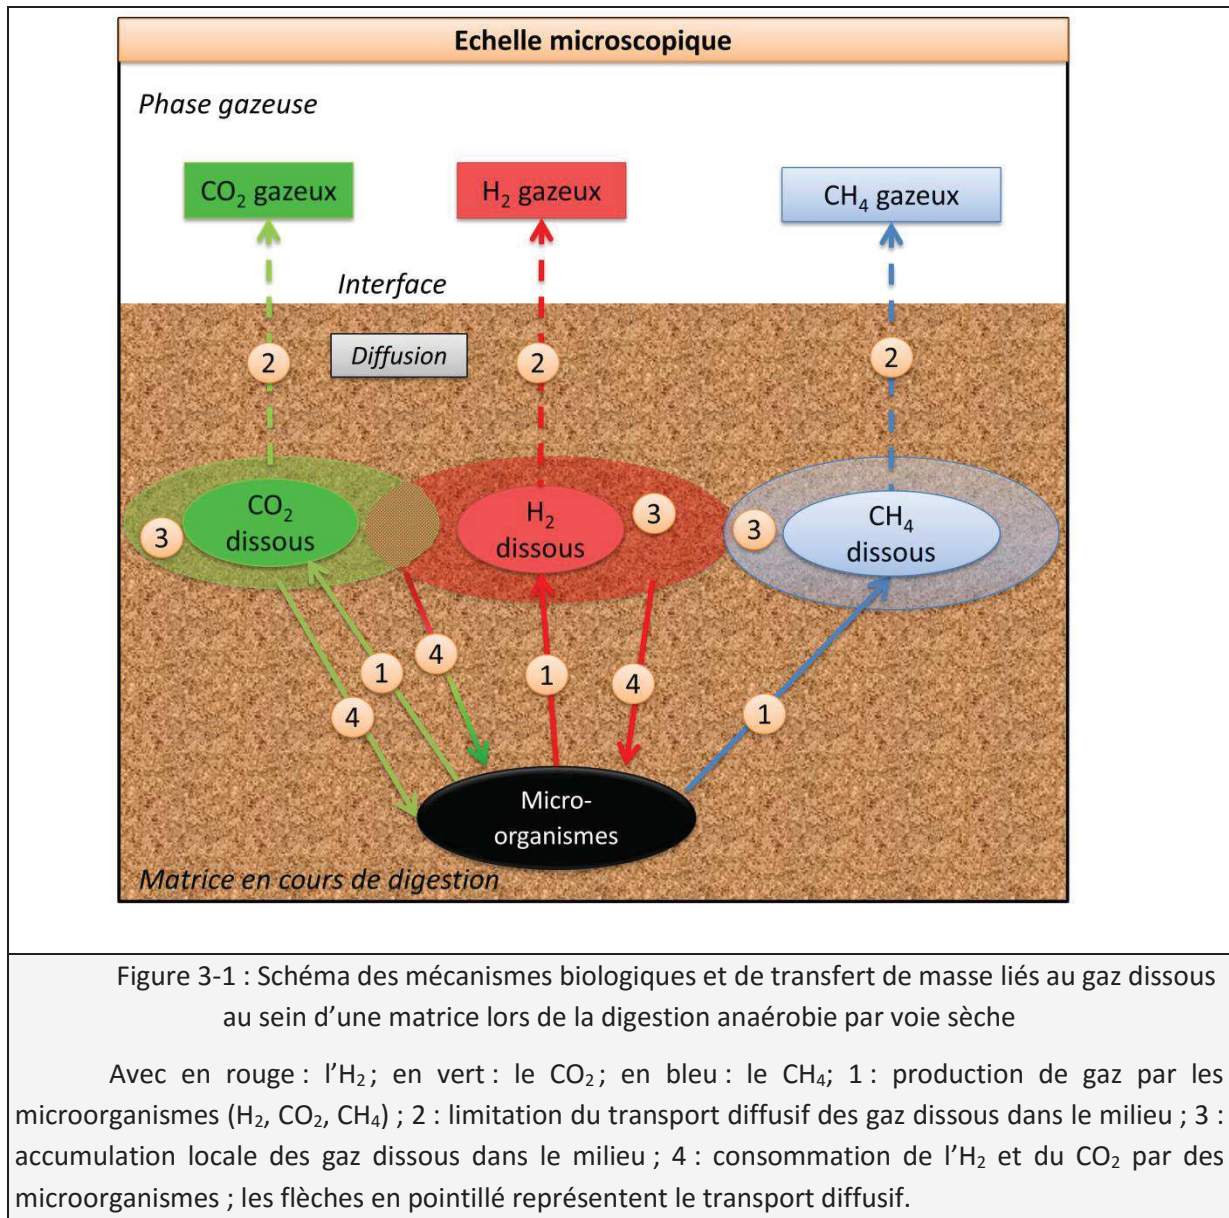 Echelle microscopique
Phase gazeuse
CO₂ gazeux
H₂ gazeux
CH₄ gazeux
Interface
2
Diffusion
2
2
3
CO₂
dissous
H₂
dissous
3
3
CH₄
dissous
4
1
4
1
4
1
Micro-
organismes
Matrice en cours de digestion
Figure 3-1 : Schéma des mécanismes biologiques et de transfert de masse liés au gaz dissous
au sein d’une matrice lors de la digestion anaérobie par voie sèche
Avec en rouge : l’H₂; en vert : le CO₂; en bleu : le CH₄; 1 : production de gaz par les
microorganismes (H₂, CO₂, CH₄) ; 2 : limitation du transport diffusif des gaz dissous dans le milieu ; 3 :
accumulation locale des gaz dissous dans le milieu ; 4 : consommation de l’H₂ et du CO₂ par des
microorganismes ; les flèches en pointillé représentent le transport diffusif.